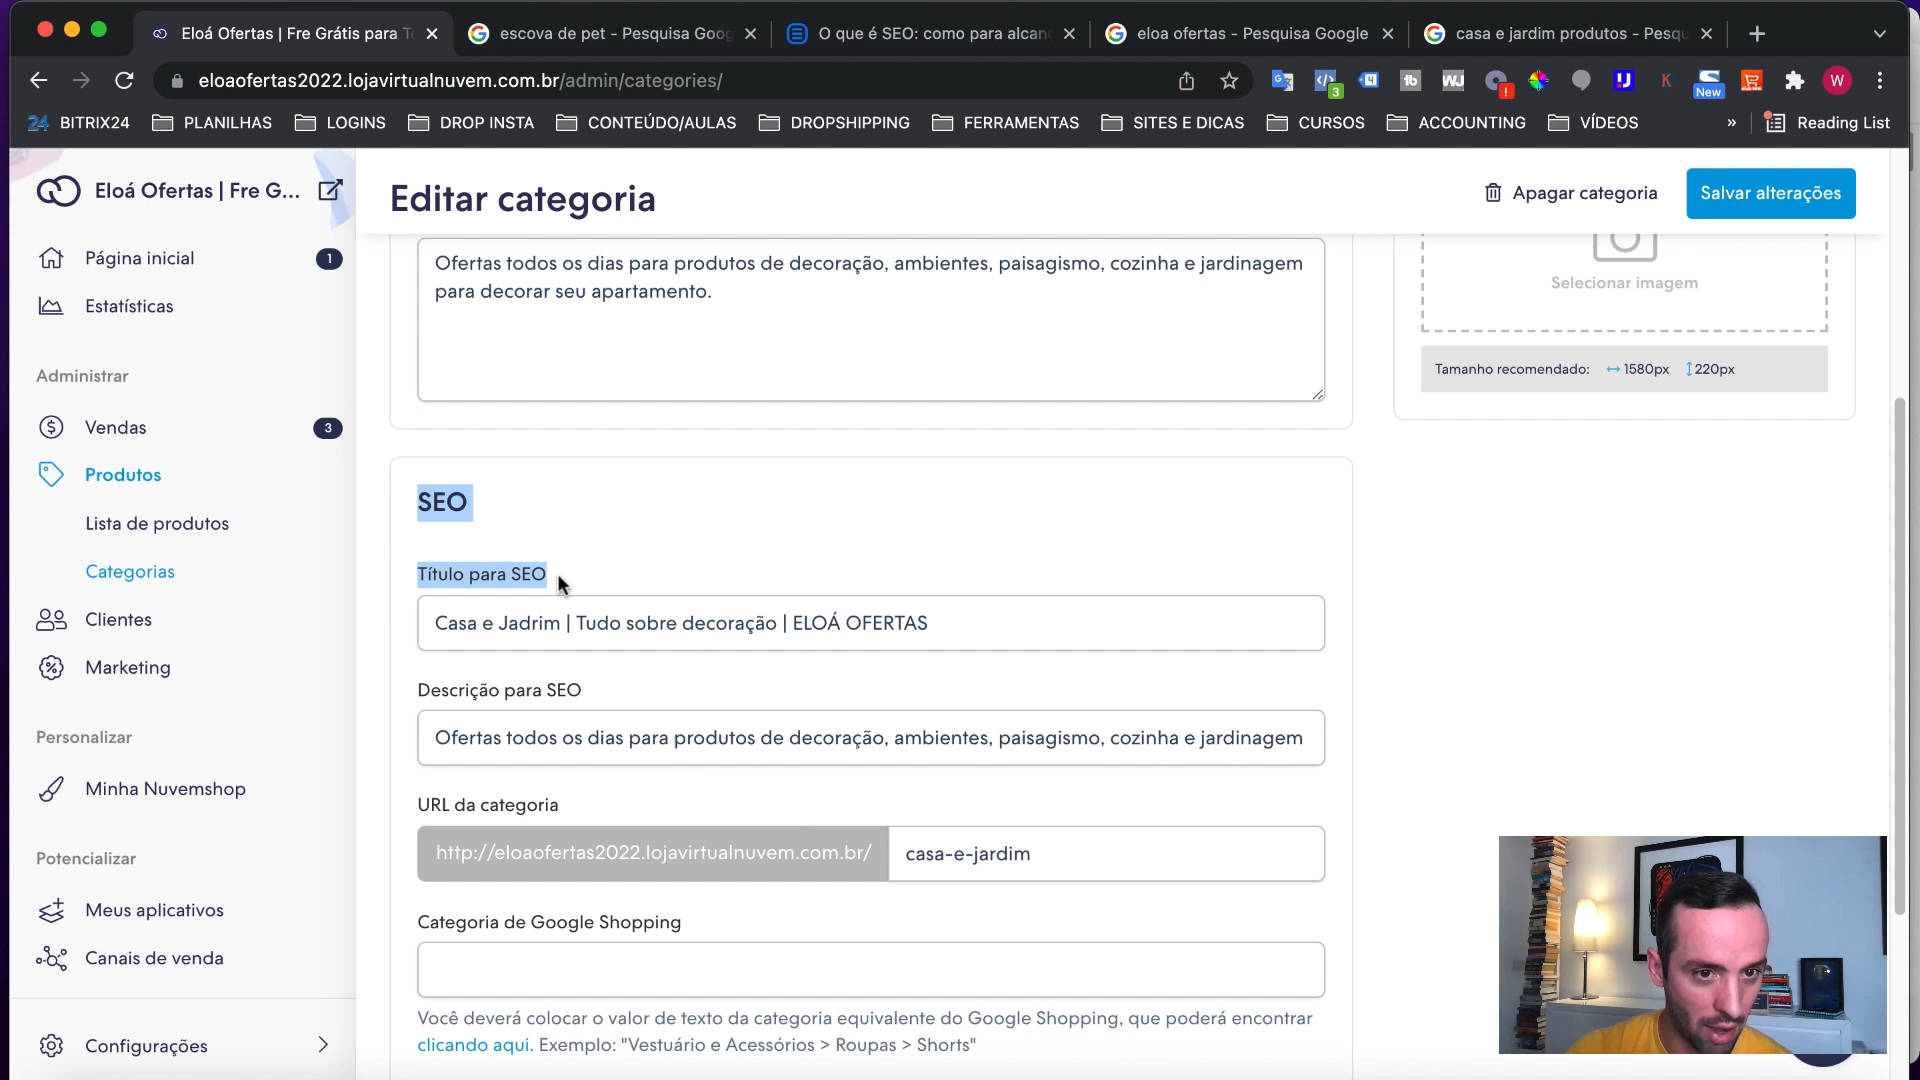 Eloá Ofertas | Fre Grátis para T
escova de pet - Pesquisa Goog
O que é SEO: como para alcan
eloa ofertas - Pesquisa Google
casa e jardim produtos - Pesqu
eloaofertas2022.lojavirtualnuvem.com.br/admin/categories/
3
New
W
24 BITRIX24
PLANILHAS
LOGINS
DROP INSTA
CONTEÚDO/AULAS
DROPSHIPPING
FERRAMENTAS
SITES E DICAS
CURSOS
ACCOUNTING
VÍDEOS
»
Reading List
Eloá Ofertas | Fre G...
Página inicial 1
Estatísticas
Administrar
Vendas 3
Produtos
Lista de produtos
Categorias
Clientes
Marketing
Personalizar
Minha Nuvemshop
Potencializar
Meus aplicativos
Canais de venda
Configurações
Editar categoria
Apagar categoria
Salvar alterações
Ofertas todos os dias para produtos de decoração, ambientes, paisagismo, cozinha e jardinagem
para decorar seu apartamento.
Selecionar imagem
Tamanho recomendado: 1580px 220px
SEO
Título para SEO
Casa e Jadrim | Tudo sobre decoração | ELOÁ OFERTAS
Descrição para SEO
Ofertas todos os dias para produtos de decoração, ambientes, paisagismo, cozinha e jardinagem
URL da categoria
http://eloaofertas2022.lojavirtualnuvem.com.br/ casa-e-jardim
Categoria de Google Shopping
Você deverá colocar o valor de texto da categoria equivalente do Google Shopping, que poderá encontrar
clicando aqui. Exemplo: "Vestuário e Acessórios > Roupas > Shorts"